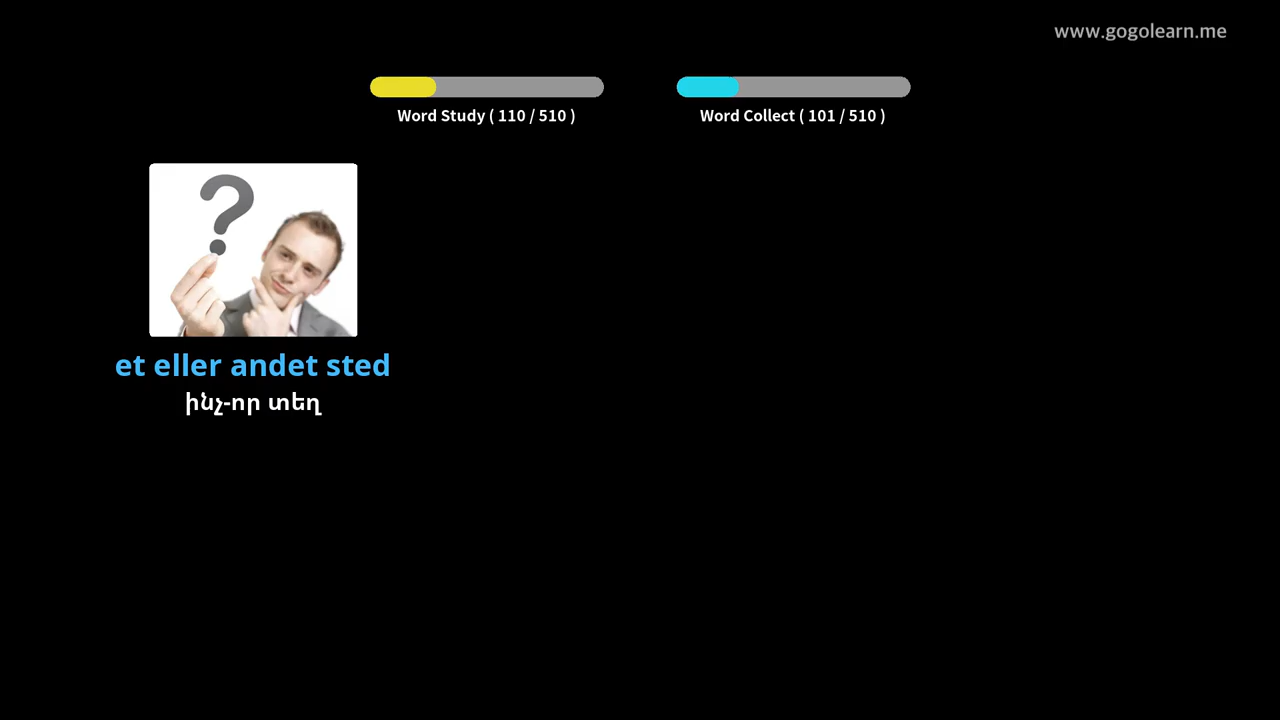 www.gogolearn.me
Word Study ( 110 / 510 )
Word Collect ( 101 / 510 )
?
et eller andet sted
ինչ-որ տեղ